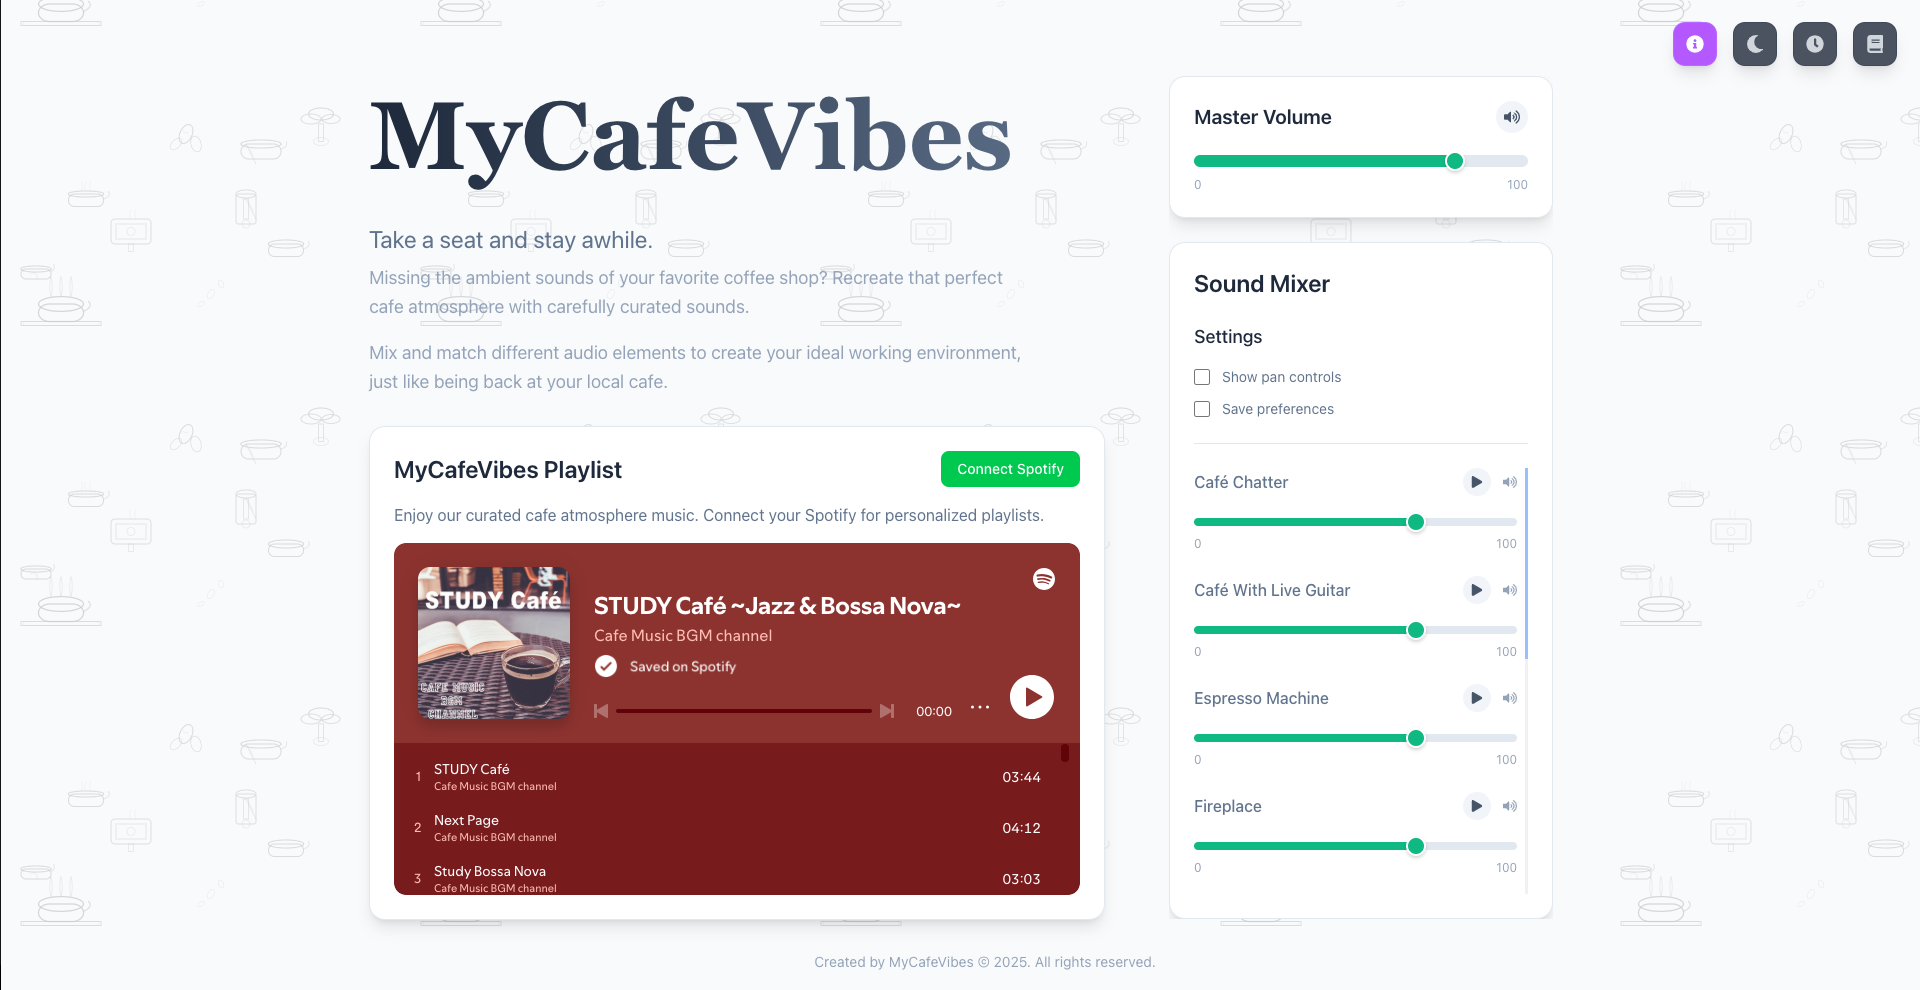 MyCafeVibes
Take a seat and stay awhile.
Missing the ambient sounds of your favorite coffee shop? Recreate that perfect
cafe atmosphere with carefully curated sounds.
Mix and match different audio elements to create your ideal working environment,
just like being back at your local cafe.
MyCafeVibes Playlist
Connect Spotify
Enjoy our curated cafe atmosphere music. Connect your Spotify for personalized playlists.
STUDY Café
CAFE MUSIC
BGM
CHANNEL
STUDY Café ~Jazz & Bossa Nova~
Cafe Music BGM channel
Saved on Spotify
00:00
1 STUDY Café 03:44
Cafe Music BGM channel
2 Next Page 04:12
Cafe Music BGM channel
3 Study Bossa Nova 03:03
Cafe Music BGM channel
Master Volume
0 100
Sound Mixer
Settings
Show pan controls
Save preferences
Café Chatter
0 100
Café With Live Guitar
0 100
Espresso Machine
0 100
Fireplace
0 100
Created by MyCafeVibes © 2025. All rights reserved.